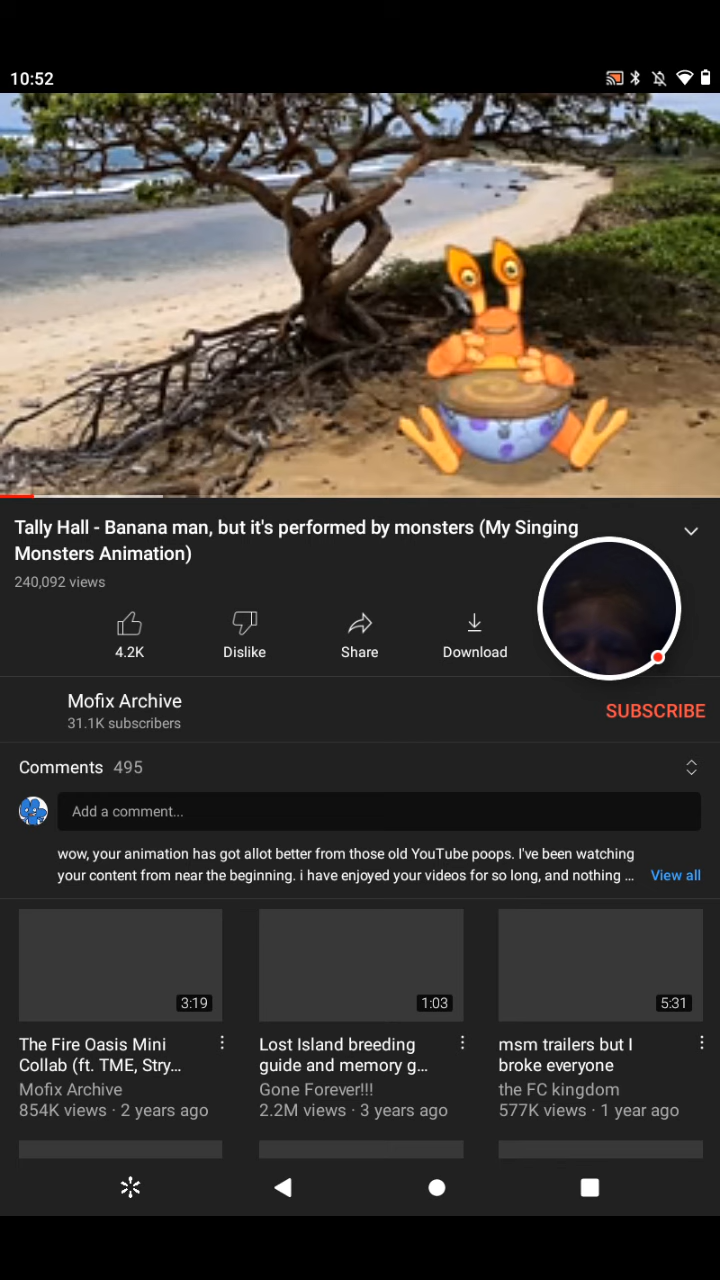 10:52
Tally Hall - Banana man, but it's performed by monsters (My Singing
Monsters Animation)
240,092 views
4.2K
Dislike
Share
Download
Mofix Archive
31.1K subscribers
SUBSCRIBE
Comments 495
Add a comment...
wow, your animation has got allot better from those old YouTube poops. I've been watching
your content from near the beginning. i have enjoyed your videos for so long, and nothing ...
View all
3:19
The Fire Oasis Mini
Collab (ft. TME, Stry...
Mofix Archive
854K views · 2 years ago
1:03
Lost Island breeding
guide and memory g...
Gone Forever!!!
2.2M views · 3 years ago
5:31
msm trailers but I
broke everyone
the FC kingdom
577K views · 1 year ago